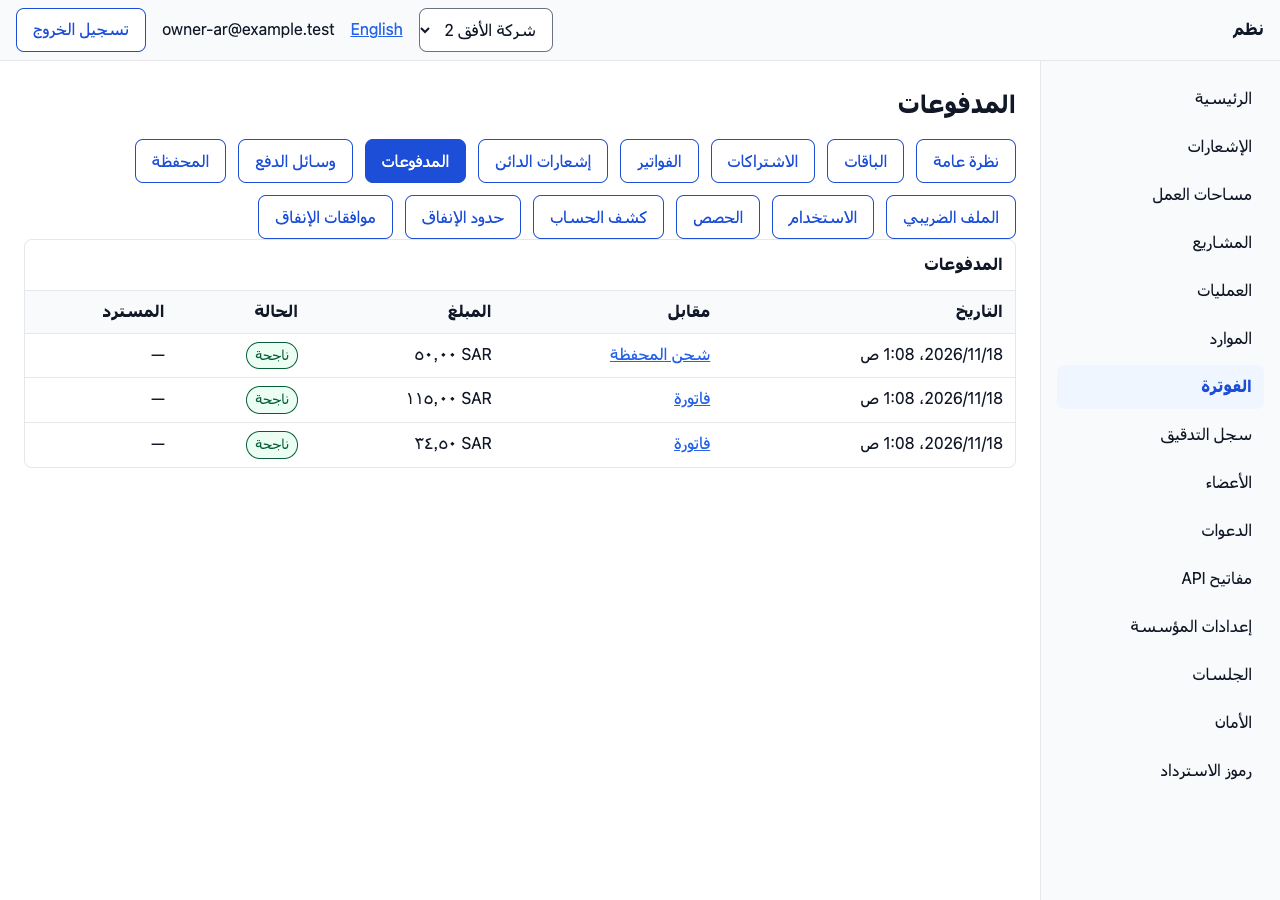 نظم
شركة الأفق 2
English
owner-ar@example.test
تسجيل الخروج
الرئيسية
الإشعارات
مساحات العمل
المشاريع
العمليات
الموارد
الفوترة
سجل التدقيق
الأعضاء
الدعوات
مفاتيح API
إعدادات المؤسسة
الجلسات
الأمان
رموز الاسترداد
المدفوعات
نظرة عامة
الباقات
الاشتراكات
الفواتير
إشعارات الدائن
المدفوعات
وسائل الدفع
المحفظة
الملف الضريبي
الاستخدام
الحصص
كشف الحساب
حدود الإنفاق
موافقات الإنفاق
المدفوعات
التاريخ مقابل المبلغ الحالة المسترد
2026/11/18، 1:08 ص شحن المحفظة ٥٠,٠٠ SAR ناجحة —
2026/11/18، 1:08 ص فاتورة ١١٥,٠٠ SAR ناجحة —
2026/11/18، 1:08 ص فاتورة ٣٤,٥٠ SAR ناجحة —